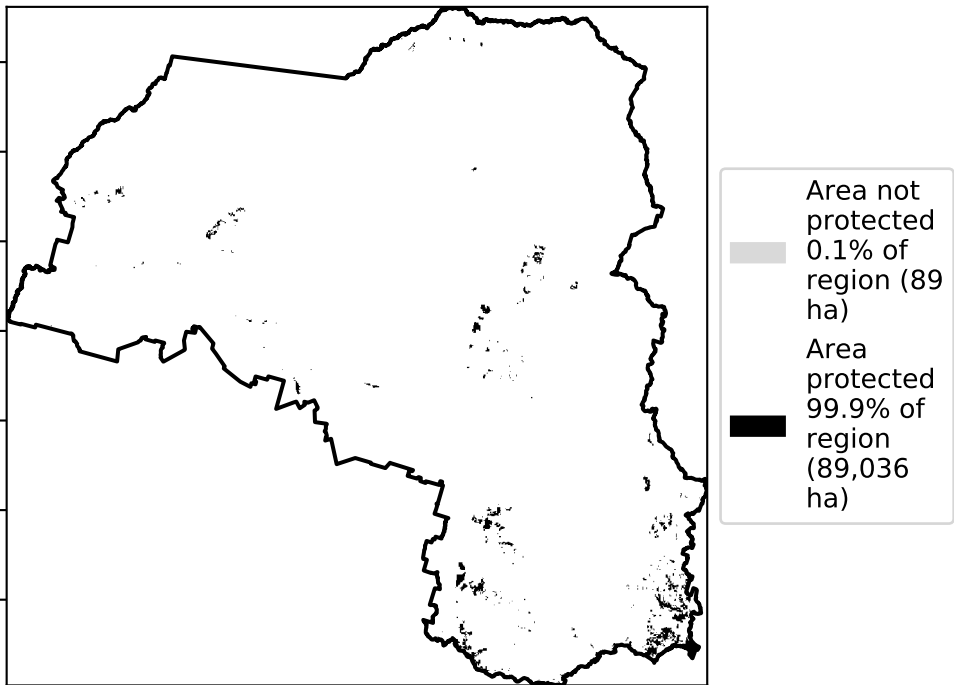 Area not
protected
0.1% of
region (89
ha)
Area
protected
99.9% of
region
(89,036
ha)